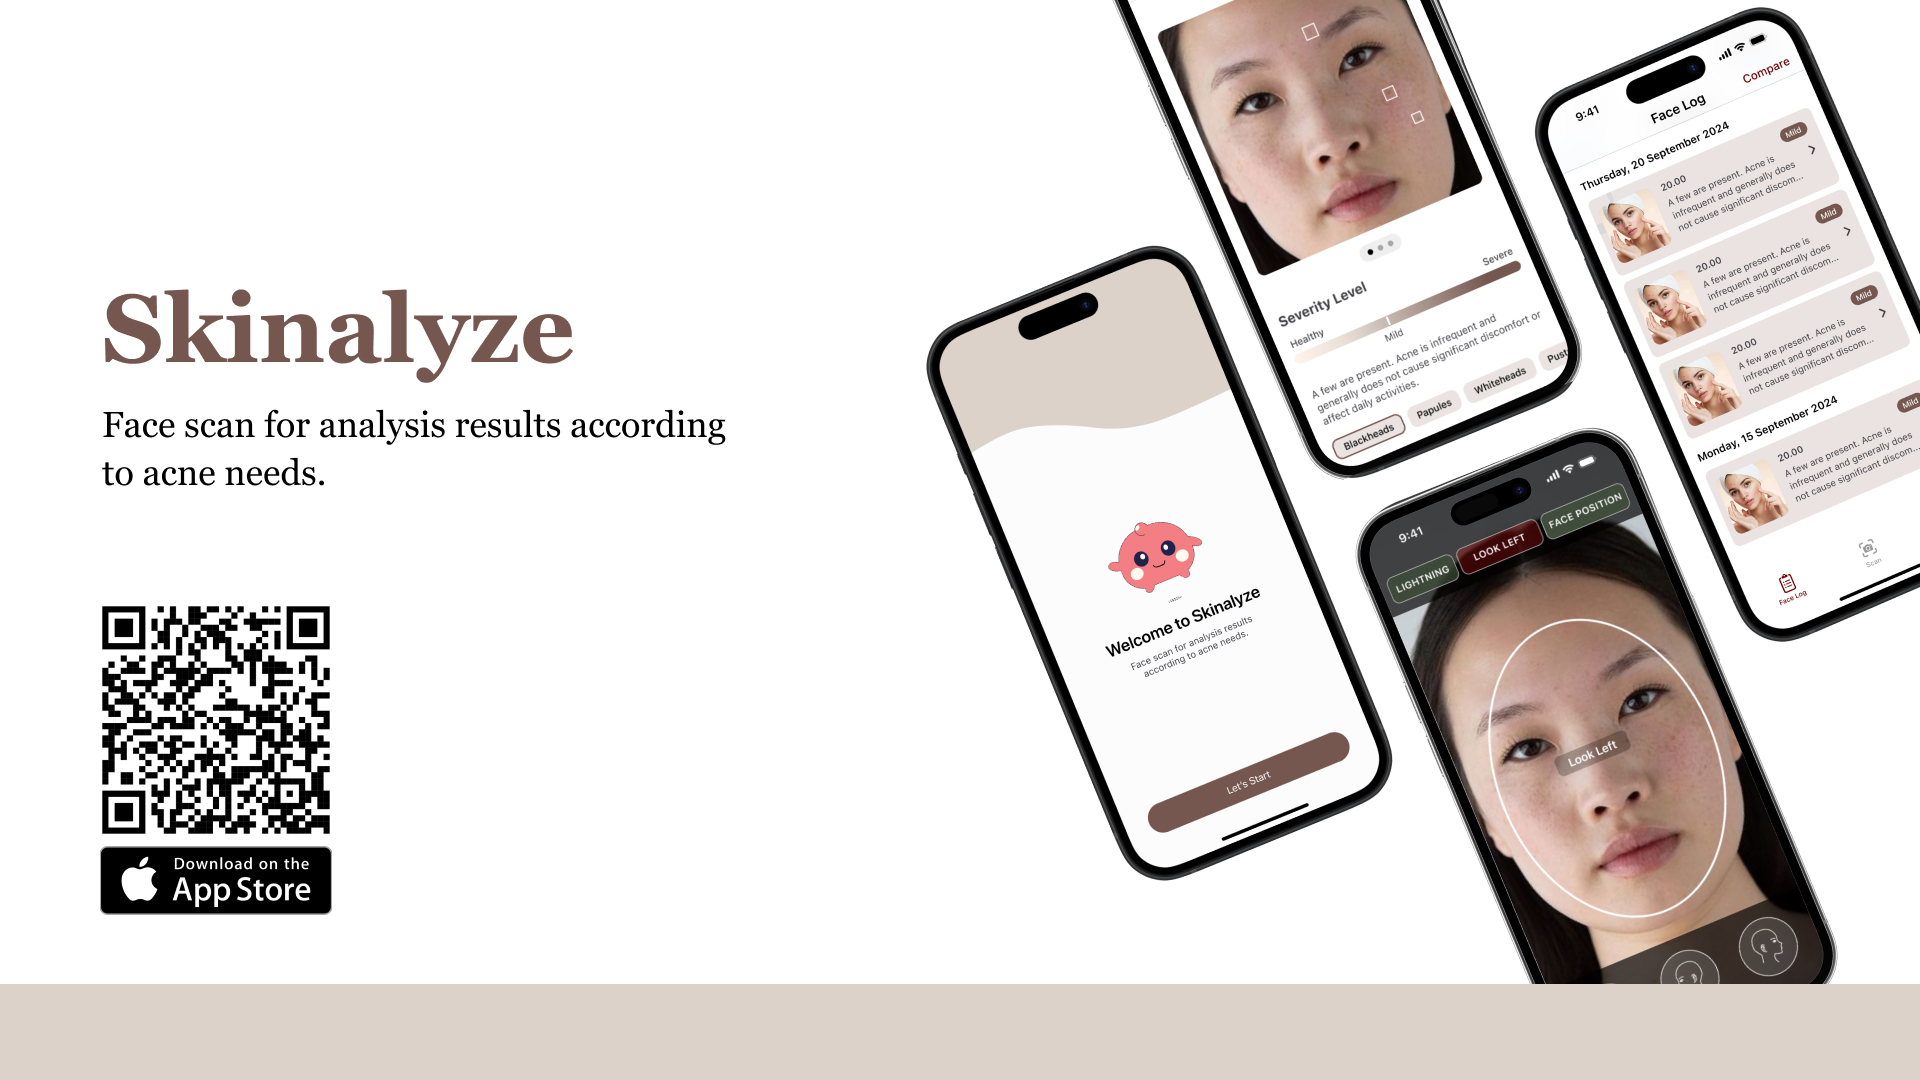 Skinalyze
Face scan for analysis results according
to acne needs.
Download on the
App Store
Welcome to Skinalyze
Face scan for analysis results
according to acne needs.
Let's Start
Severity Level
Severe
Healthy
Mild
A few are present. Acne is infrequent and
generally does not cause significant discomfort or
affect daily activities.
Blackheads
Papules
Whiteheads
Pust
9:41
LIGHTNING
LOOK LEFT
FACE POSITION
Look Left
9:41
Face Log
Compare
Thursday, 20 September 2024
20.00
Mild
A few are present. Acne is
infrequent and generally does
not cause significant discom...
20.00
Mild
A few are present. Acne is
infrequent and generally does
not cause significant discom...
20.00
Mild
A few are present. Acne is
infrequent and generally does
not cause significant discom...
Monday, 15 September 2024
20.00
Mild
A few are present. Acne is
infrequent and generally does
not cause significant discom...
Face Log
Scan